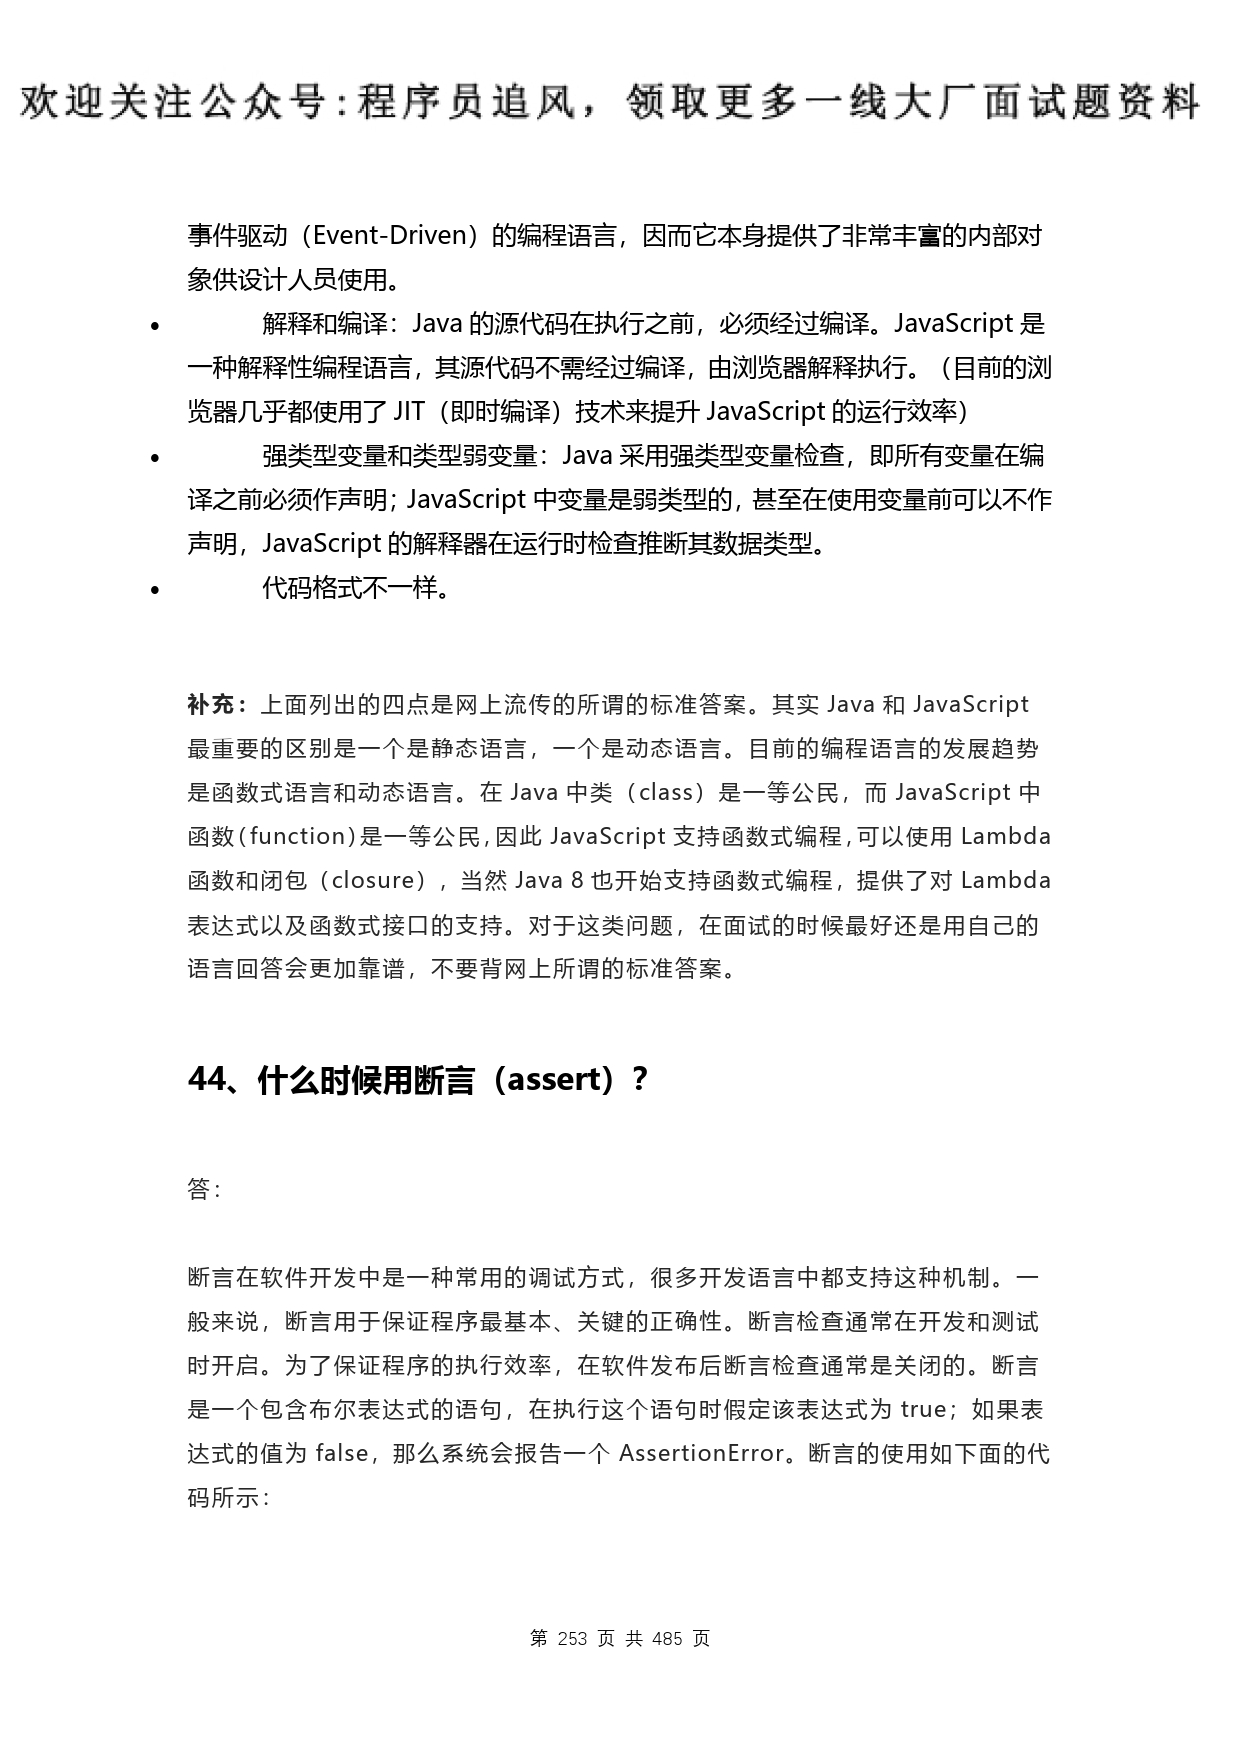 欢迎关注公众号:程序员追风，领取更多一线大厂面试题资料
事件驱动（Event-Driven）的编程语言，因而它本身提供了非常丰富的内部对
象供设计人员使用。
• 解释和编译：Java 的源代码在执行之前，必须经过编译。JavaScript 是
一种解释性编程语言，其源代码不需经过编译，由浏览器解释执行。（目前的浏
览器几乎都使用了 JIT（即时编译）技术来提升 JavaScript 的运行效率）
• 强类型变量和类型弱变量：Java 采用强类型变量检查，即所有变量在编
译之前必须作声明；JavaScript 中变量是弱类型的，甚至在使用变量前可以不作
声明，JavaScript 的解释器在运行时检查推断其数据类型。
• 代码格式不一样。
补充：上面列出的四点是网上流传的所谓的标准答案。其实 Java 和 JavaScript
最重要的区别是一个是静态语言，一个是动态语言。目前的编程语言的发展趋势
是函数式语言和动态语言。在 Java 中类（class）是一等公民，而 JavaScript 中
函数（function）是一等公民，因此 JavaScript 支持函数式编程，可以使用 Lambda
函数和闭包（closure），当然 Java 8 也开始支持函数式编程，提供了对 Lambda
表达式以及函数式接口的支持。对于这类问题，在面试的时候最好还是用自己的
语言回答会更加靠谱，不要背网上所谓的标准答案。
44、什么时候用断言（assert）？
答：
断言在软件开发中是一种常用的调试方式，很多开发语言中都支持这种机制。一
般来说，断言用于保证程序最基本、关键的正确性。断言检查通常在开发和测试
时开启。为了保证程序的执行效率，在软件发布后断言检查通常是关闭的。断言
是一个包含布尔表达式的语句，在执行这个语句时假定该表达式为 true；如果表
达式的值为 false，那么系统会报告一个 AssertionError。断言的使用如下面的代
码所示：
第 253 页 共 485 页